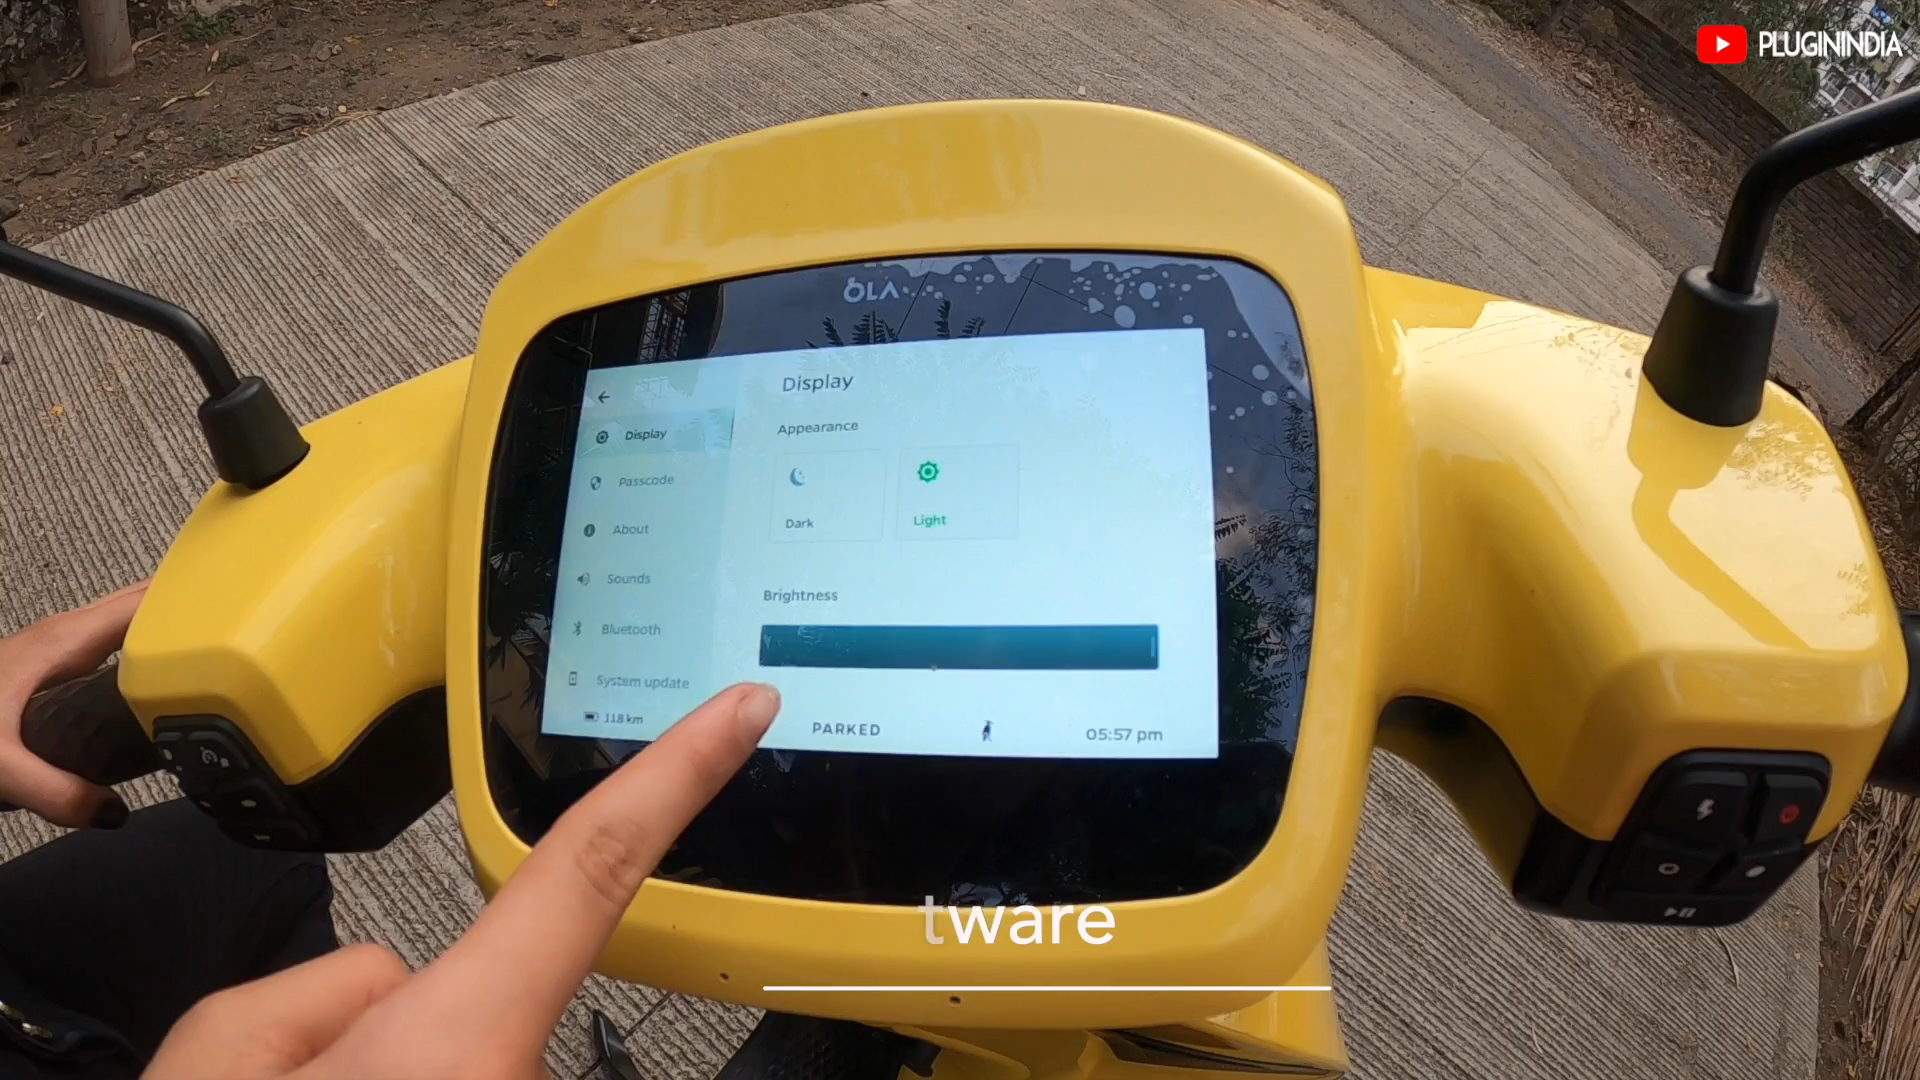 PLUGININDIA
OLA
Display
Appearance
Dark
Light
Brightness
Display
Passcode
About
Sounds
Bluetooth
System update
118 km
PARKED
05:57 pm
tware